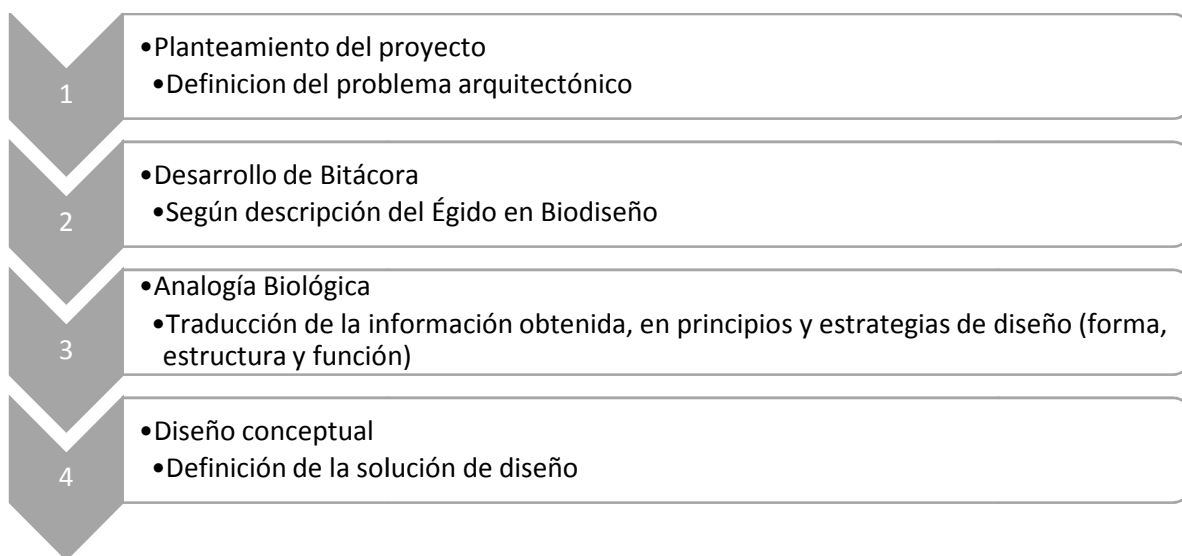 1
•Planteamiento del proyecto
•Definicion del problema arquitectónico
2
•Desarrollo de Bitácora
•Según descripción del Égido en Biodiseño
3
•Analogía Biológica
•Traducción de la información obtenida, en principios y estrategias de diseño (forma,
estructura y función)
4
•Diseño conceptual
•Definición de la solución de diseño